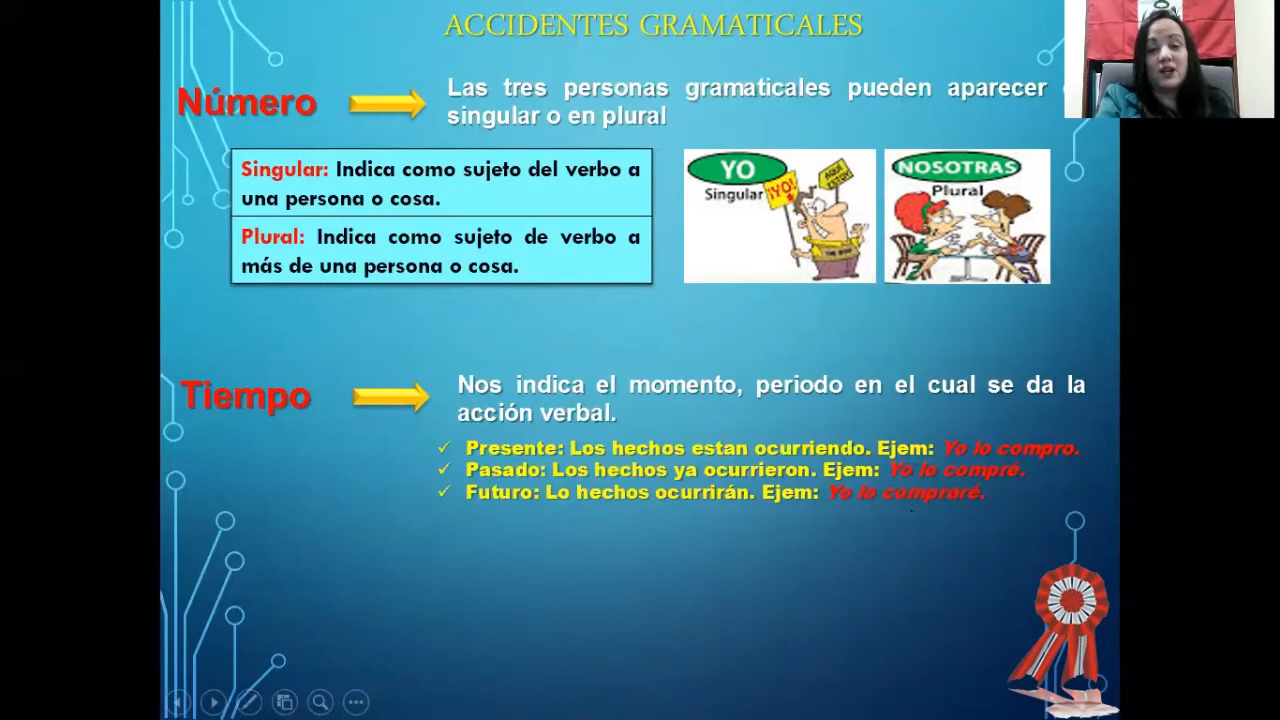 ACCIDENTES GRAMATICALES
Número
Las tres personas gramaticales pueden aparecer
singular o en plural
Singular: Indica como sujeto del verbo a
una persona o cosa.
Plural: Indica como sujeto de verbo a
más de una persona o cosa.
YO
Singular
¡YO!
AQUÍ
ESTOY
NOSOTRAS
Plural
Tiempo
Nos indica el momento, periodo en el cual se da la
acción verbal.
Presente: Los hechos estan ocurriendo. Ejem: Yo lo compro.
Pasado: Los hechos ya ocurrieron. Ejem: Yo lo compré.
Futuro: Lo hechos ocurrirán. Ejem: Yo lo compraré.